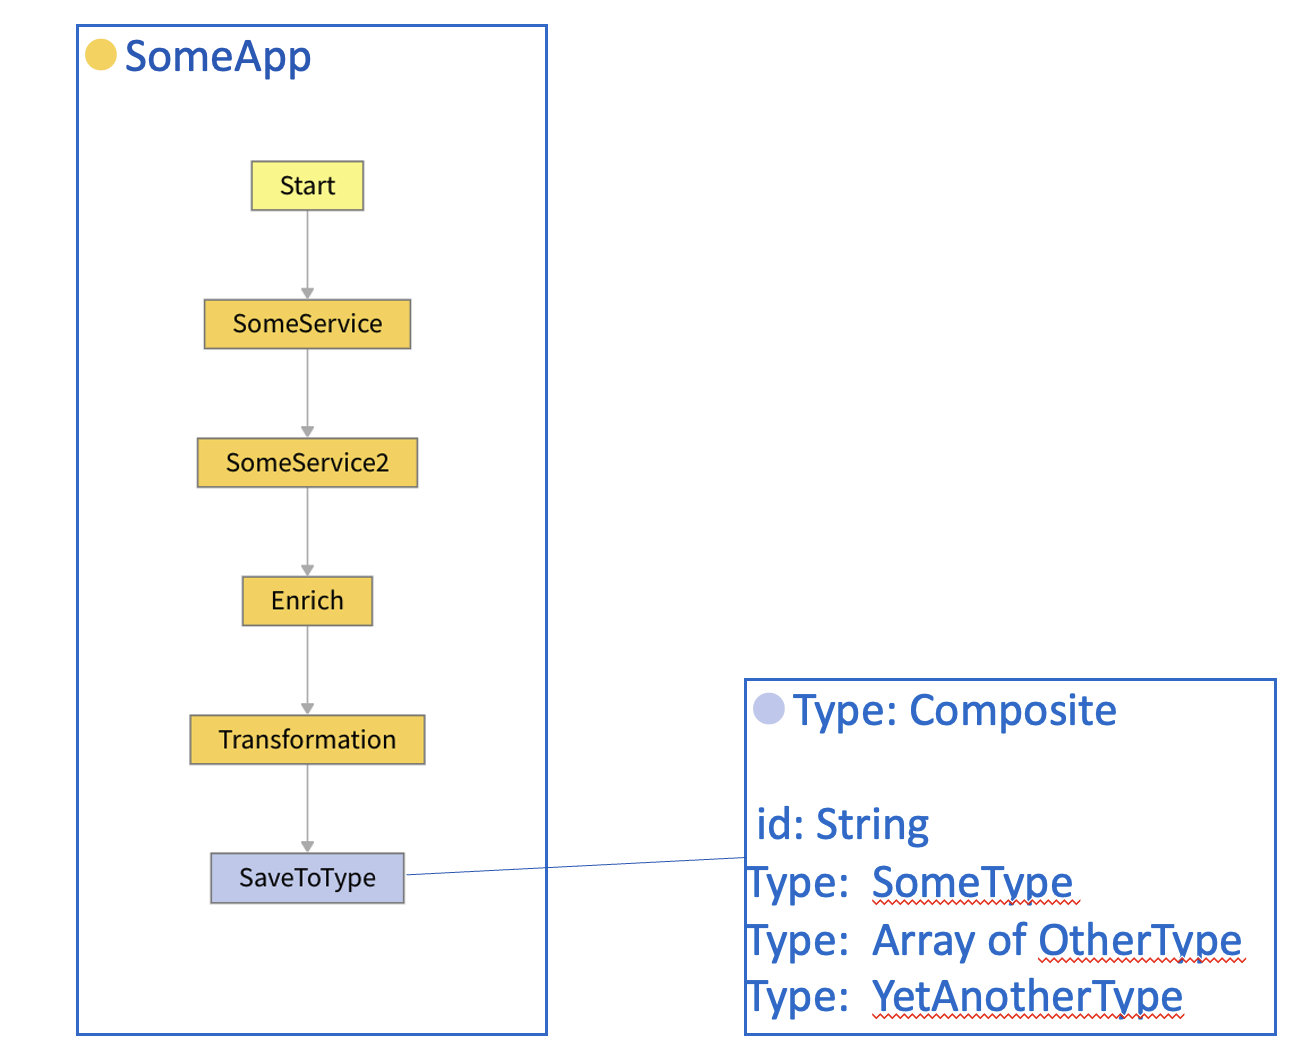 SomeApp
Start
SomeService
SomeService2
Enrich
Transformation
SaveToType
Type: Composite
id: String
Type: SomeType
Type: Array of OtherType
Type: YetAnotherType